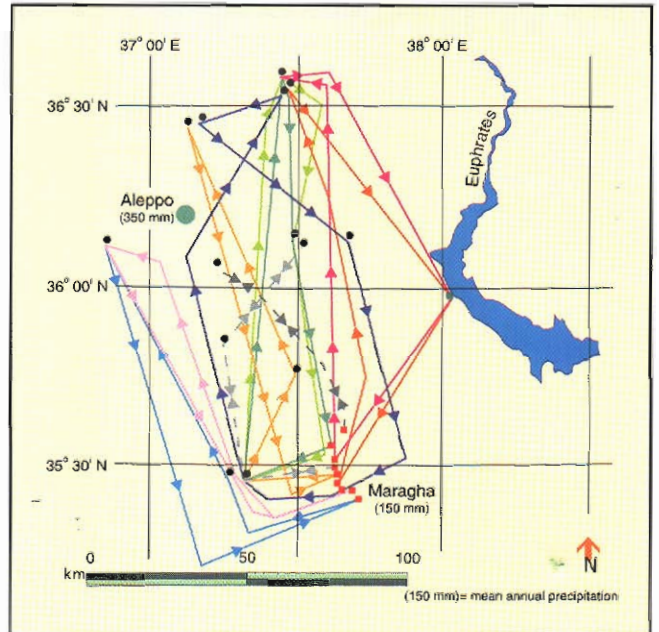 37° 00' E
38° 00' E
36° 30' N
Euphrates
Aleppo
(350 mm)
36° 00' N
35° 30' N
Maragha
(150 mm)
0 50 100
km
N
(150 mm)= mean annual precipitation